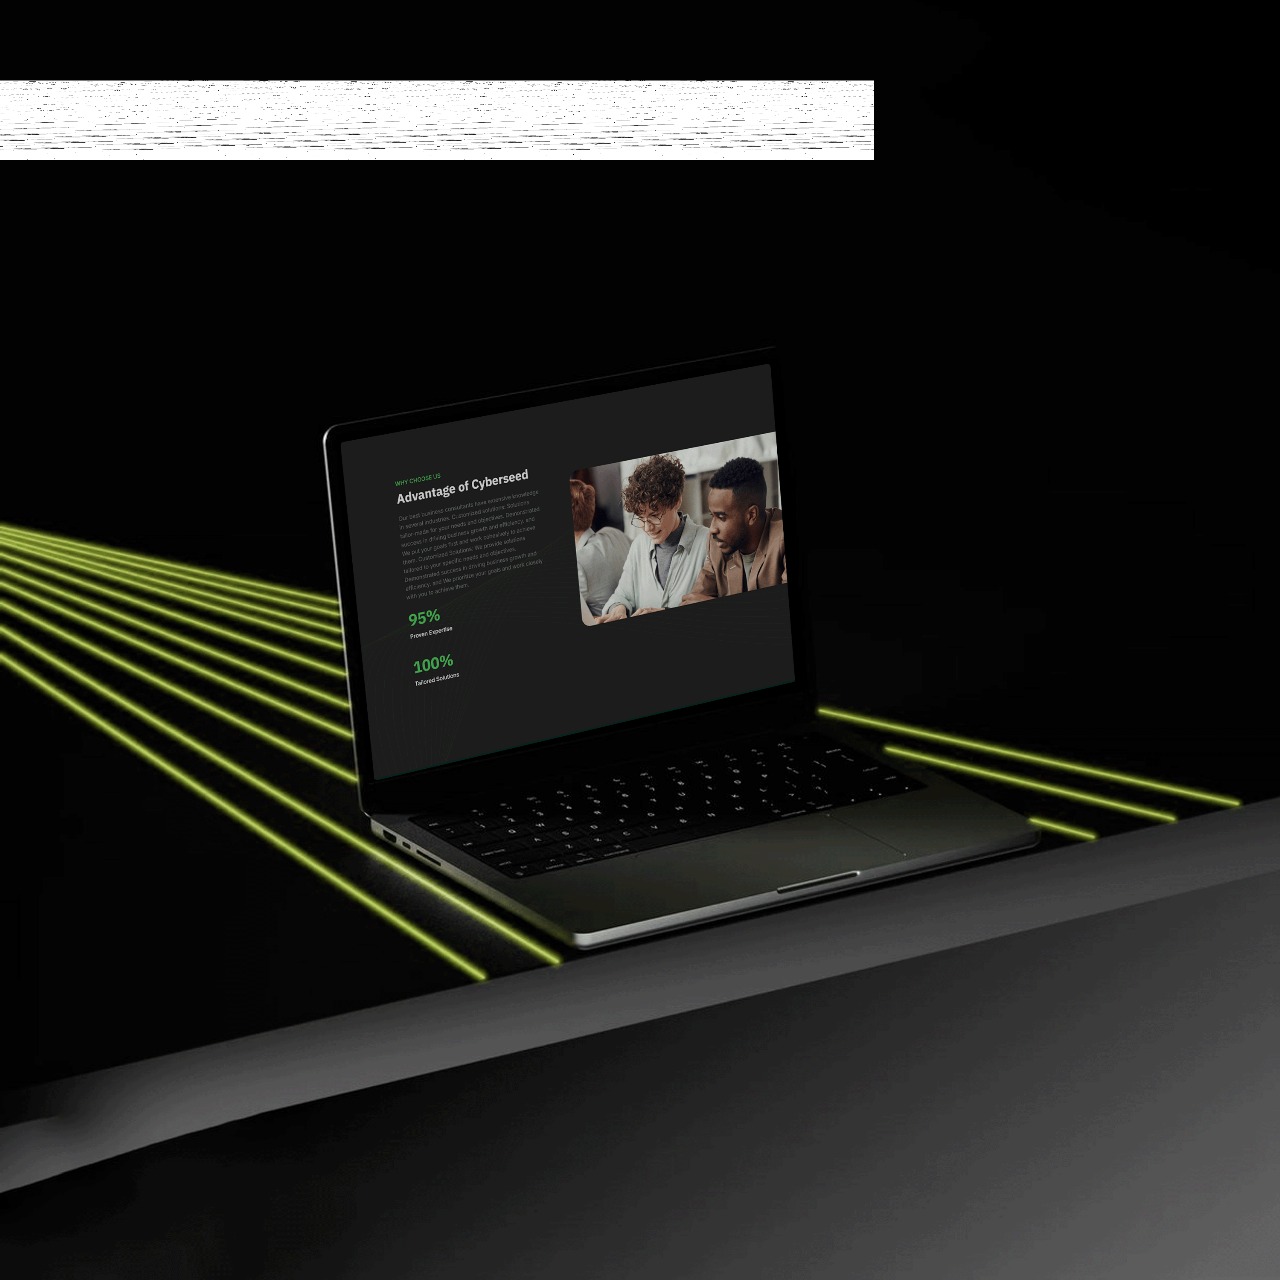 WHY CHOOSE US
Advantage of Cyberseed
Our best business consultants have extensive knowledge
in several industries. Customized solutions: Solutions
tailor-made for your needs and objectives. Demonstrated
success in driving business growth and efficiency, and
We put your goals first and work cumulatively to achieve
them. Customized Solutions: We provide solutions
tailored to your specific needs and objectives.
Demonstrated success in driving business growth and
efficiency, and We prioritize your goals and work closely
with you to achieve them.
95%
Proven Expertise
100%
Tailored Solutions